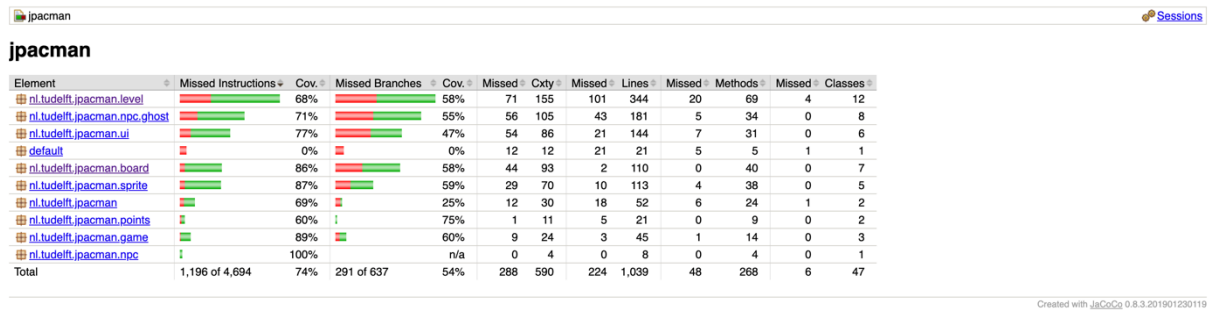 jpacman
Sessions
jpacman
Element Missed Instructions Cov. Missed Branches Cov. Missed Cxty Missed Lines Missed Methods Missed Classes
nl.tudelft.jpacman.level 68% 58% 71 155 101 344 20 69 4 12
nl.tudelft.jpacman.npc.ghost 71% 55% 56 105 43 181 5 34 0 8
nl.tudelft.jpacman.ui 77% 47% 54 86 21 144 7 31 0 6
default 0% 0% 12 12 21 21 5 5 1 1
nl.tudelft.jpacman.board 86% 58% 44 93 2 110 0 40 0 7
nl.tudelft.jpacman.sprite 87% 59% 29 70 10 113 4 38 0 5
nl.tudelft.jpacman 69% 25% 12 30 18 52 6 24 1 2
nl.tudelft.jpacman.points 60% 75% 1 11 5 21 0 9 0 2
nl.tudelft.jpacman.game 89% 60% 9 24 3 45 1 14 0 3
nl.tudelft.jpacman.npc 100% n/a 0 4 0 8 0 4 0 1
Total 1,196 of 4,694 74% 291 of 637 54% 288 590 224 1,039 48 268 6 47
Created with JaCoCo 0.8.3.201901230119